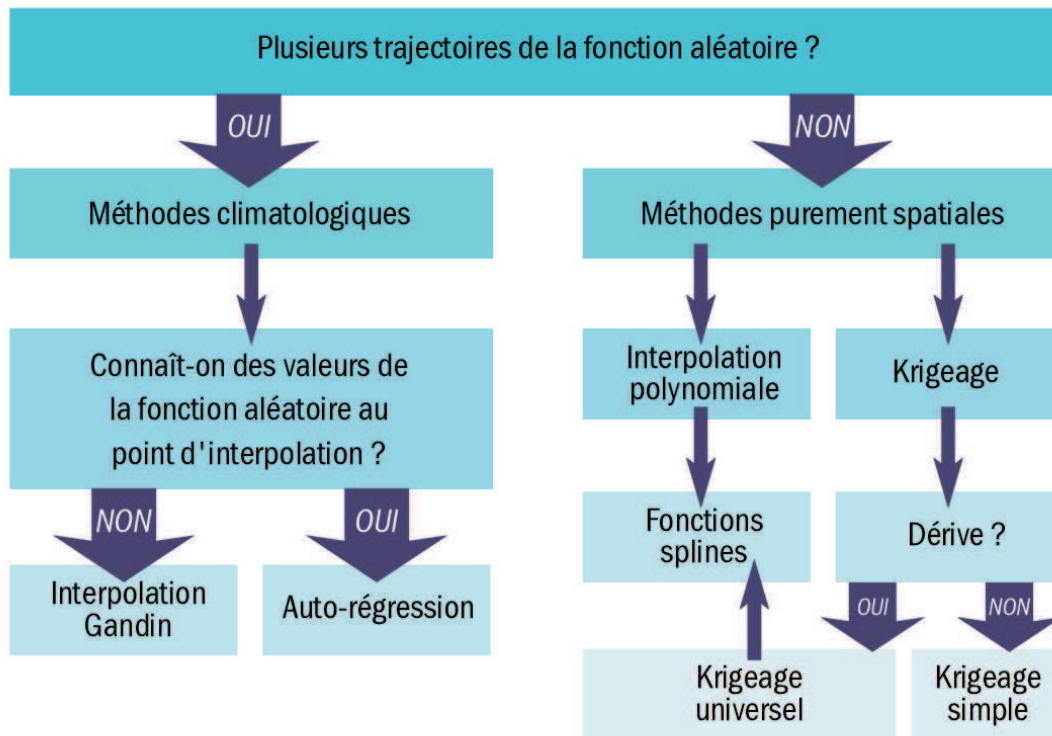 Plusieurs trajectoires de la fonction aléatoire ?
OUI
NON
Méthodes climatologiques
Méthodes purement spatiales
Connaît-on des valeurs de
la fonction aléatoire au
point d'interpolation ?
Interpolation
polynomiale
Krigeage
NON
OUI
Fonctions
splines
Dérive ?
Interpolation
Gandin
Auto-régression
OUI
NON
Krigeage
universel
Krigeage
simple